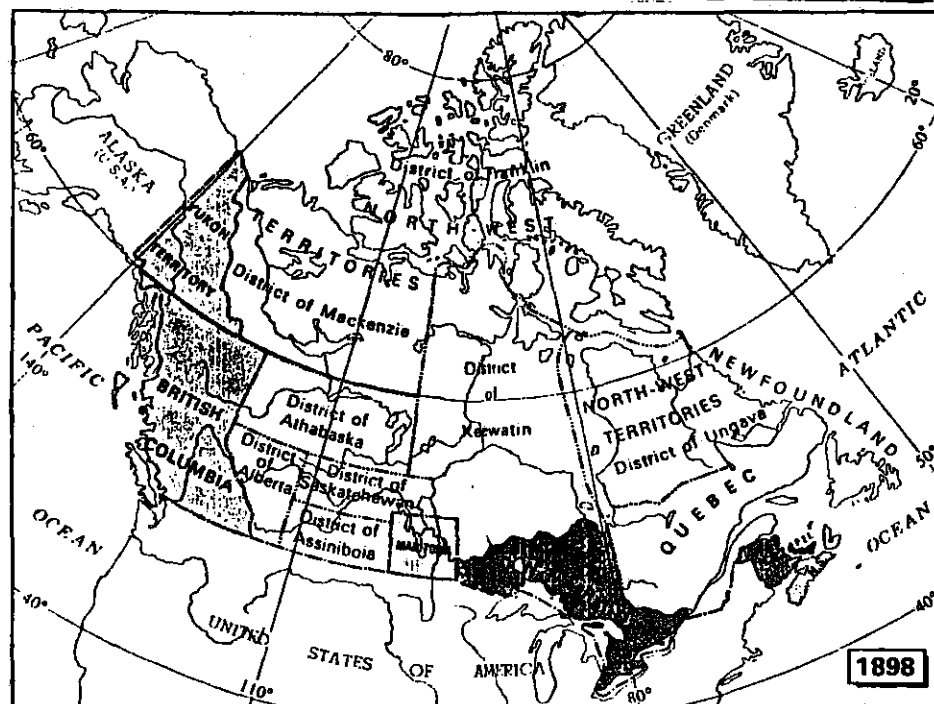 80°
GREENLAND
(Denmark)
20°
60°
60°
ALASKA
(U.S.A.)
District of Franklin
NORTH-WEST
TERRITORIES
YUKON
TERRITORY
District of Mackenzie
PACIFIC
140°
OCEAN
ATLANTIC
OCEAN
NEWFOUNDLAND
50°
BRITISH
COLUMBIA
District of
Athabaska
District
of
Keewatin
NORTH-WEST
TERRITORIES
District of Ungava
District
of
Alberta
District of
Saskatchewan
District of
Assiniboia
QUEBEC
40°
UNITED
STATES
OF
AMERICA
110°
80°
40°
1898